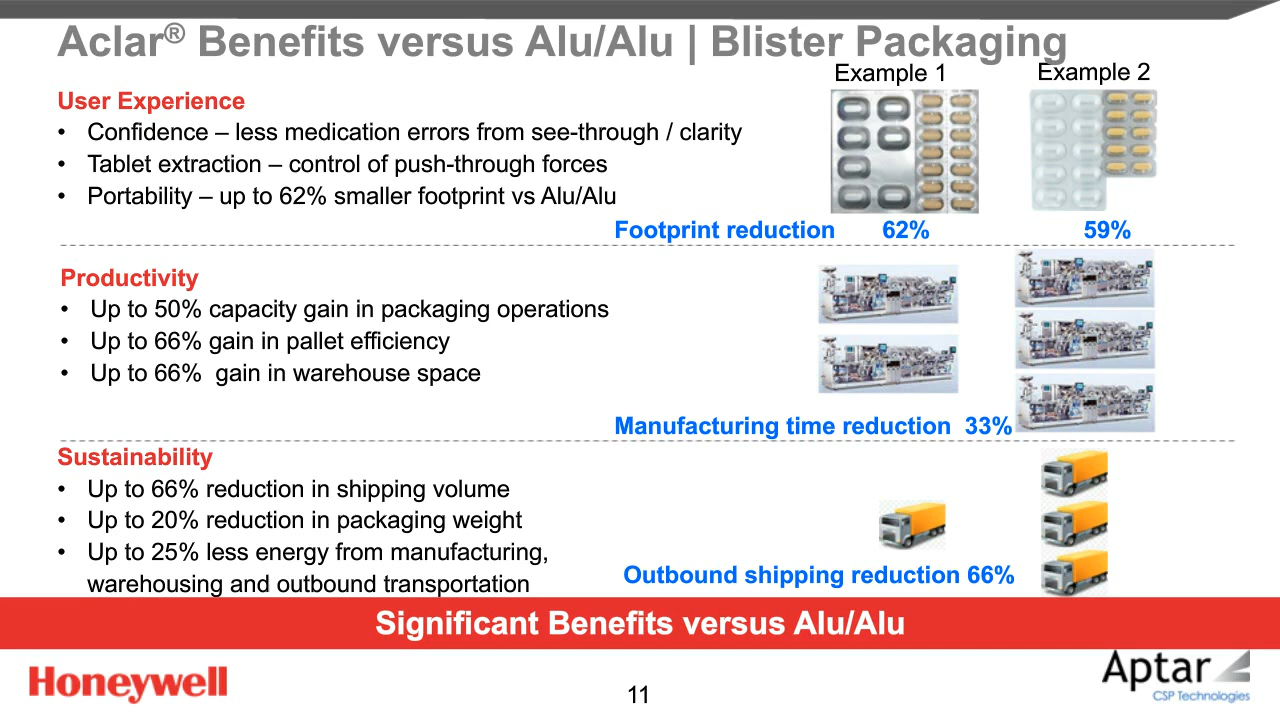 Aclar® Benefits versus Alu/Alu | Blister Packaging
Example 1
Example 2
User Experience
• Confidence – less medication errors from see-through / clarity
• Tablet extraction – control of push-through forces
• Portability – up to 62% smaller footprint vs Alu/Alu
Footprint reduction 62% 59%
Productivity
• Up to 50% capacity gain in packaging operations
• Up to 66% gain in pallet efficiency
• Up to 66%  gain in warehouse space
Manufacturing time reduction 33%
Sustainability
• Up to 66% reduction in shipping volume
• Up to 20% reduction in packaging weight
• Up to 25% less energy from manufacturing,
warehousing and outbound transportation
Outbound shipping reduction 66%
Significant Benefits versus Alu/Alu
Honeywell
11
Aptar
CSP Technologies